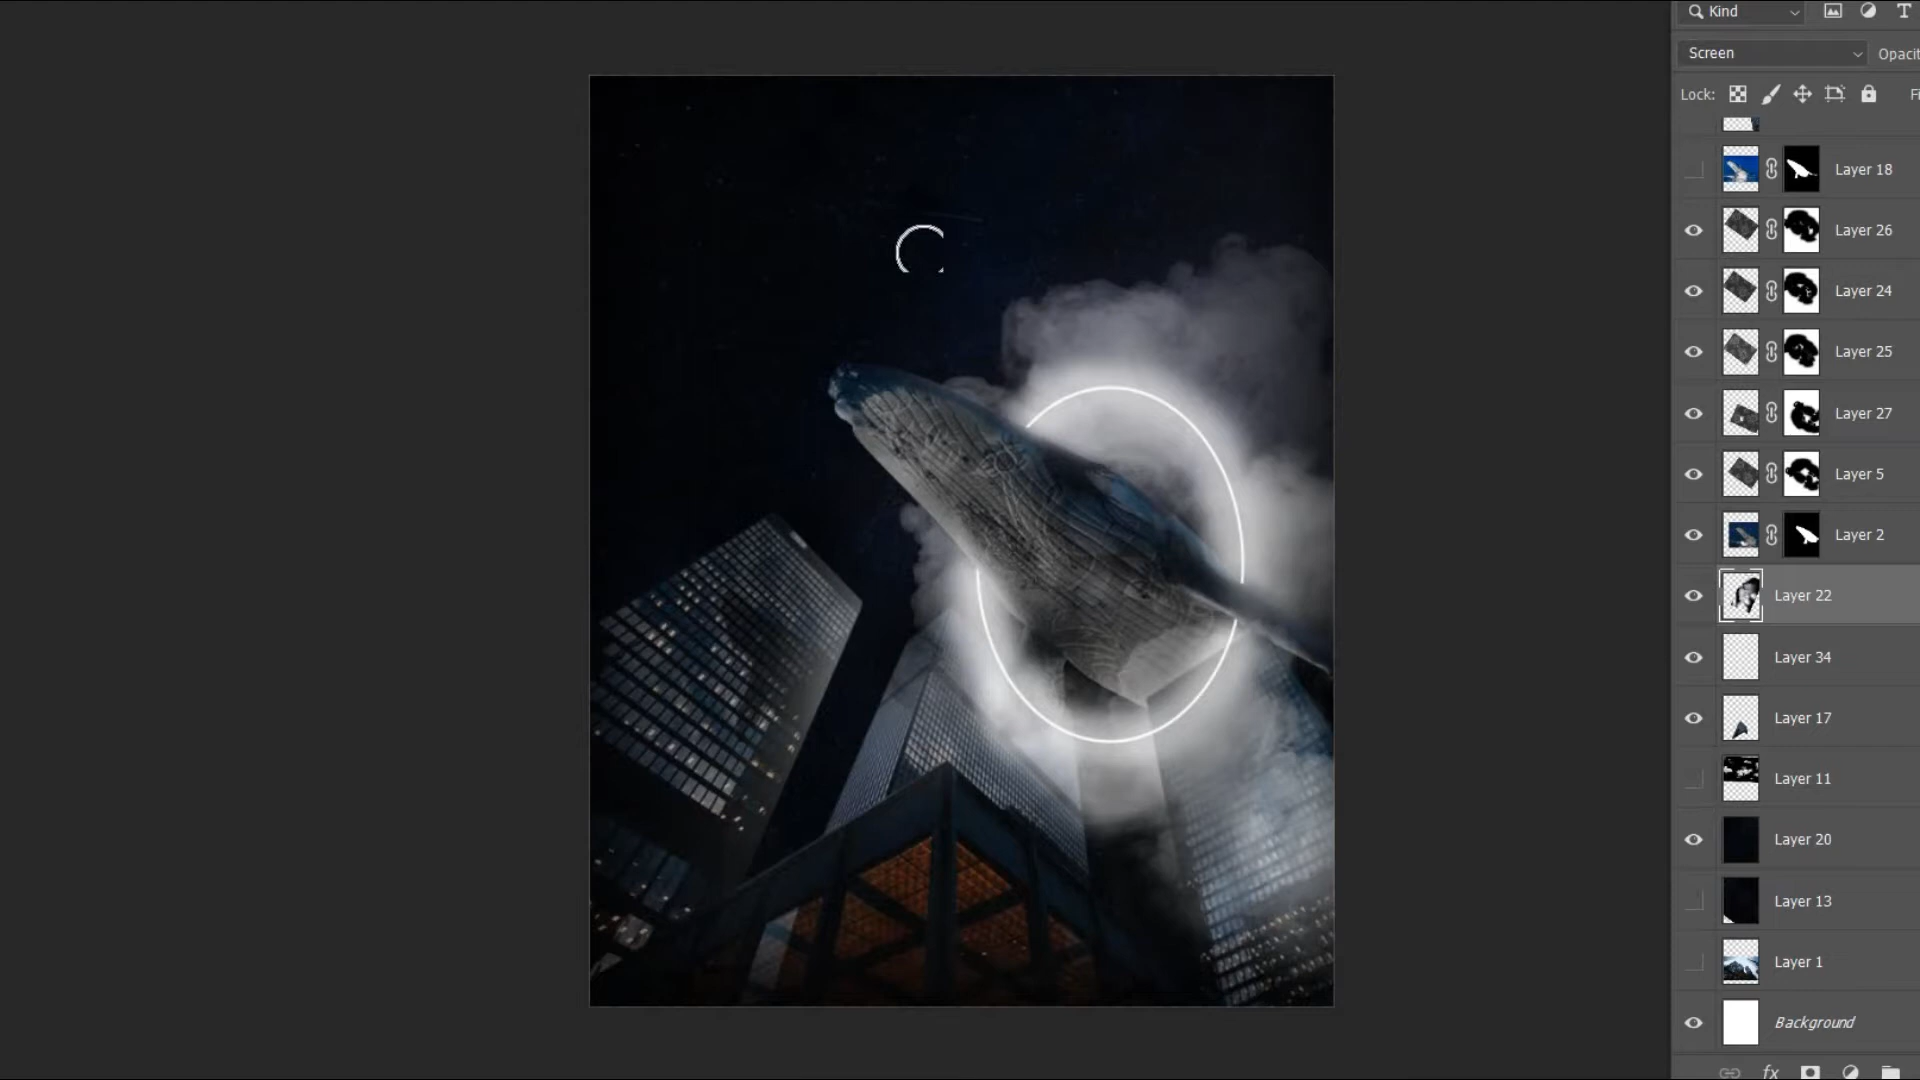 Kind
Screen
Opacit
Lock:
Fi
Layer 18
Layer 26
Layer 24
Layer 25
Layer 27
Layer 5
Layer 2
Layer 22
Layer 34
Layer 17
Layer 11
Layer 20
Layer 13
Layer 1
Background
fx